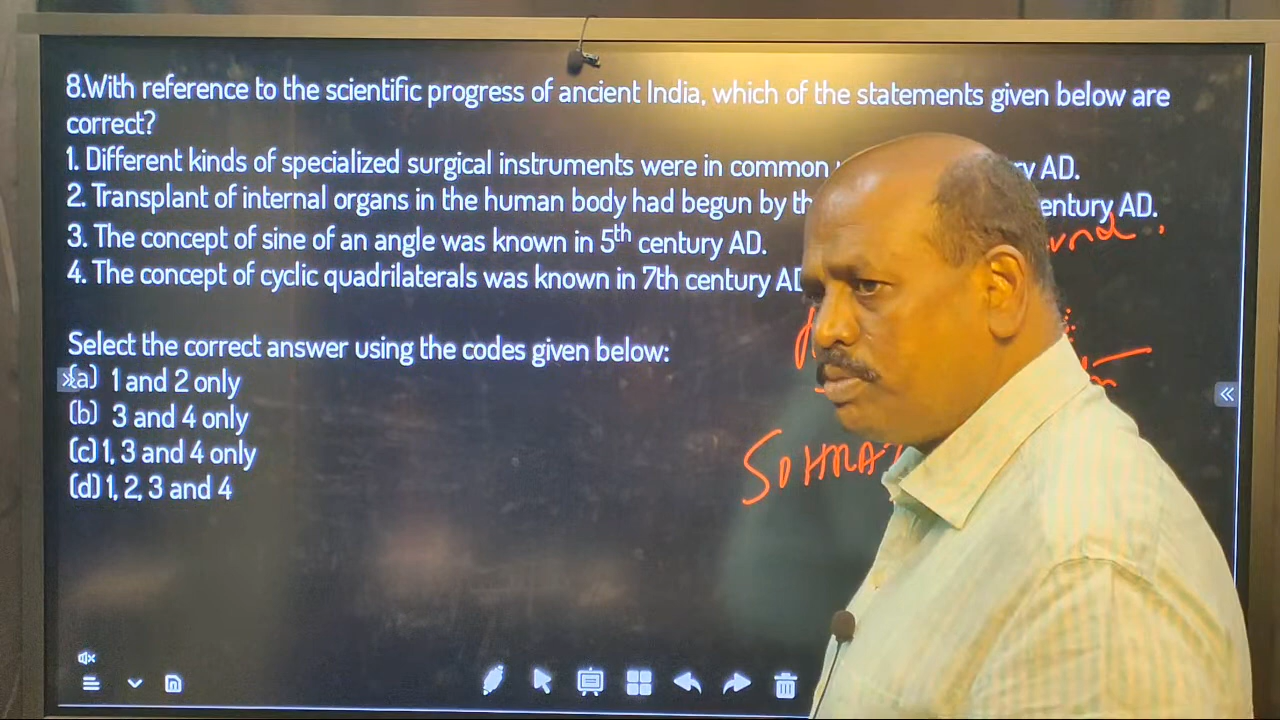 8.With reference to the scientific progress of ancient India, which of the statements given below are
correct?
1. Different kinds of specialized surgical instruments were in common AD.
2. Transplant of internal organs in the human body had begun by AD.
3. The concept of sine of an angle was known in 5th century AD.
4. The concept of cyclic quadrilaterals was known in 7th century
Select the correct answer using the codes given below:
(a) 1 and 2 only
(b) 3 and 4 only
(c) 1, 3 and 4 only
(d) 1, 2, 3 and 4